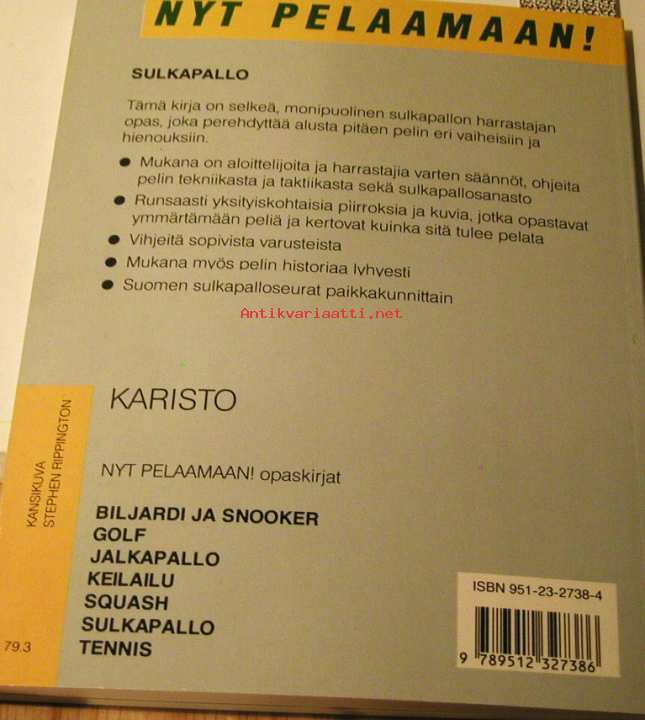 NYT PELAAMAAN!
SULKAPALLO
Tämä kirja on selkeä, monipuolinen sulkapallon harrastajan
opas, joka perehdyttää alusta pitäen pelin eri vaiheisiin ja
hienouksiin.
● Mukana on aloittelijoita ja harrastajia varten säännöt, ohjeita
pelin tekniikasta ja taktiikasta sekä sulkapallosanasto
● Runsaasti yksityiskohtaisia piirroksia ja kuvia, jotka opastavat
ymmärtämään peliä ja kertovat kuinka sitä tulee pelata
● Vihjeitä sopivista varusteista
● Mukana myös pelin historiaa lyhyesti
● Suomen sulkapalloseurat paikkakunnittain
Antikvariaatti.net
KARISTO
NYT PELAAMAAN! opaskirjat
BILJARDI JA SNOOKER
GOLF
JALKAPALLO
KEILAILU
SQUASH
SULKAPALLO
TENNIS
KANSIKUVA
STEPHEN RIPPINGTON
79.3
ISBN 951-23-2738-4
9 789512 327386